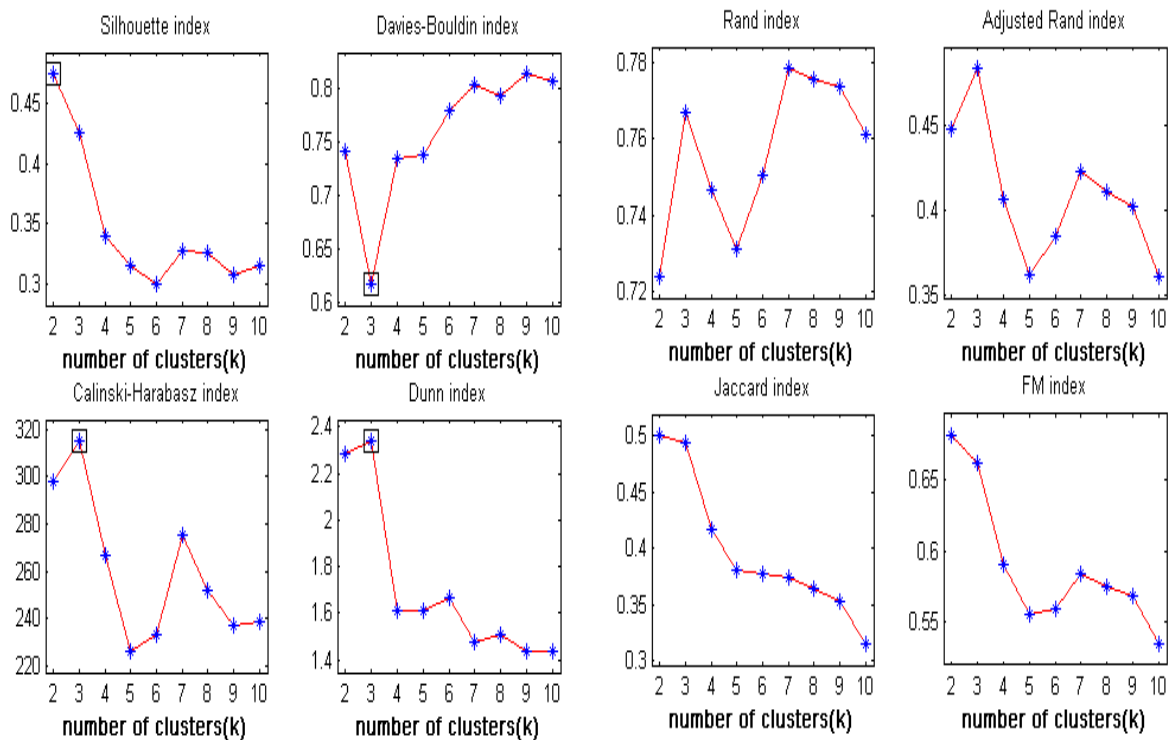 Silhouette index
0.45
0.4
0.35
0.3
2 3 4 5 6 7 8 9 10
number of clusters(k)
Davies-Bouldin index
0.8
0.75
0.7
0.65
0.6
2 3 4 5 6 7 8 9 10
number of clusters(k)
Rand index
0.78
0.76
0.74
0.72
2 3 4 5 6 7 8 9 10
number of clusters(k)
Adjusted Rand index
0.45
0.4
0.35
2 3 4 5 6 7 8 9 10
number of clusters(k)
Calinski-Harabasz index
320
300
280
260
240
220
2 3 4 5 6 7 8 9 10
number of clusters(k)
Dunn index
2.4
2.2
2
1.8
1.6
1.4
2 3 4 5 6 7 8 9 10
number of clusters(k)
Jaccard index
0.5
0.45
0.4
0.35
0.3
2 3 4 5 6 7 8 9 10
number of clusters(k)
FM index
0.65
0.6
0.55
2 3 4 5 6 7 8 9 10
number of clusters(k)